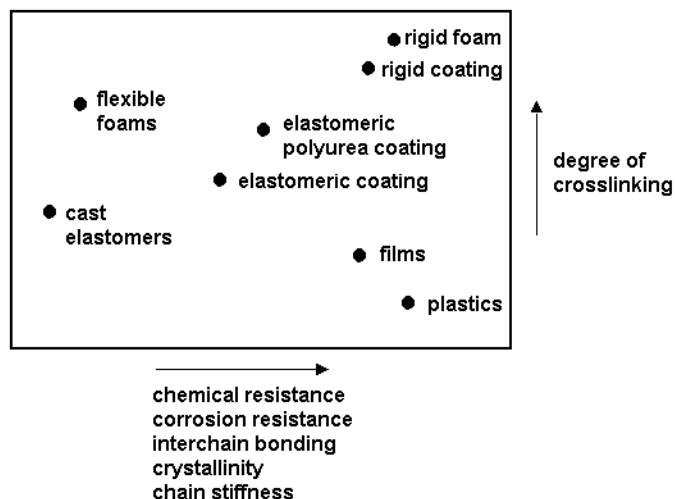 rigid foam
rigid coating
flexible
foams
elastomeric
polyurea coating
elastomeric coating
cast
elastomers
films
plastics
degree of
crosslinking
chemical resistance
corrosion resistance
interchain bonding
crystallinity
chain stiffness